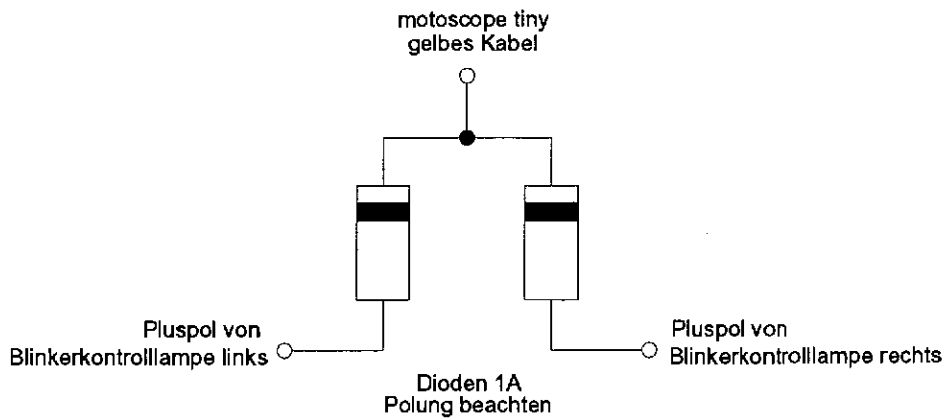 motoscope tiny
gelbes Kabel
Pluspol von
Blinkerkontrolllampe links
Pluspol von
Blinkerkontrolllampe rechts
Dioden 1A
Polung beachten